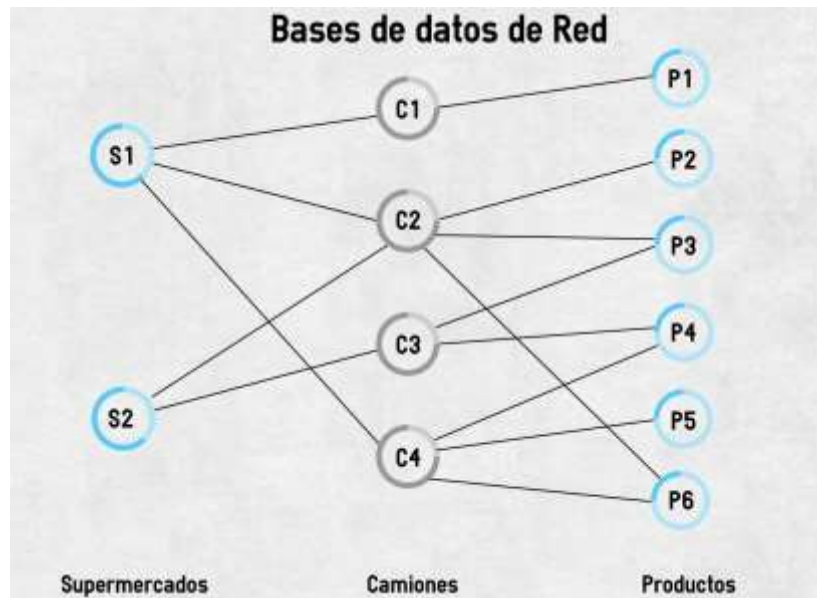 Bases de datos de Red
P1
C1
S1
P2
C2
P3
C3
P4
S2
P5
C4
P6
Supermercados
Camiones
Productos